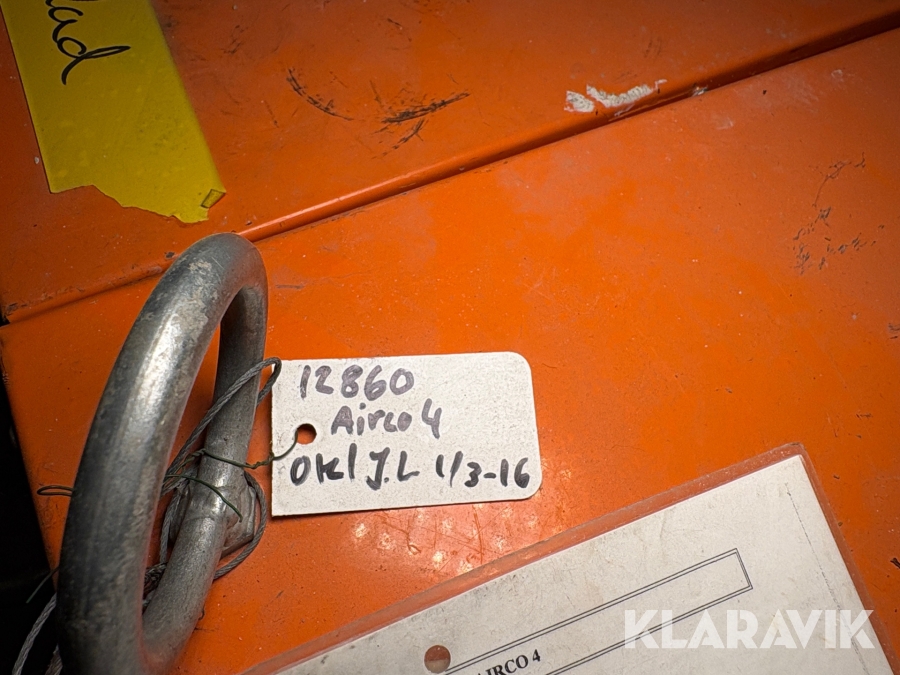 12860
Airco 4
OK/ J.L 1/3-16
AIRCO 4
KLARAVIK